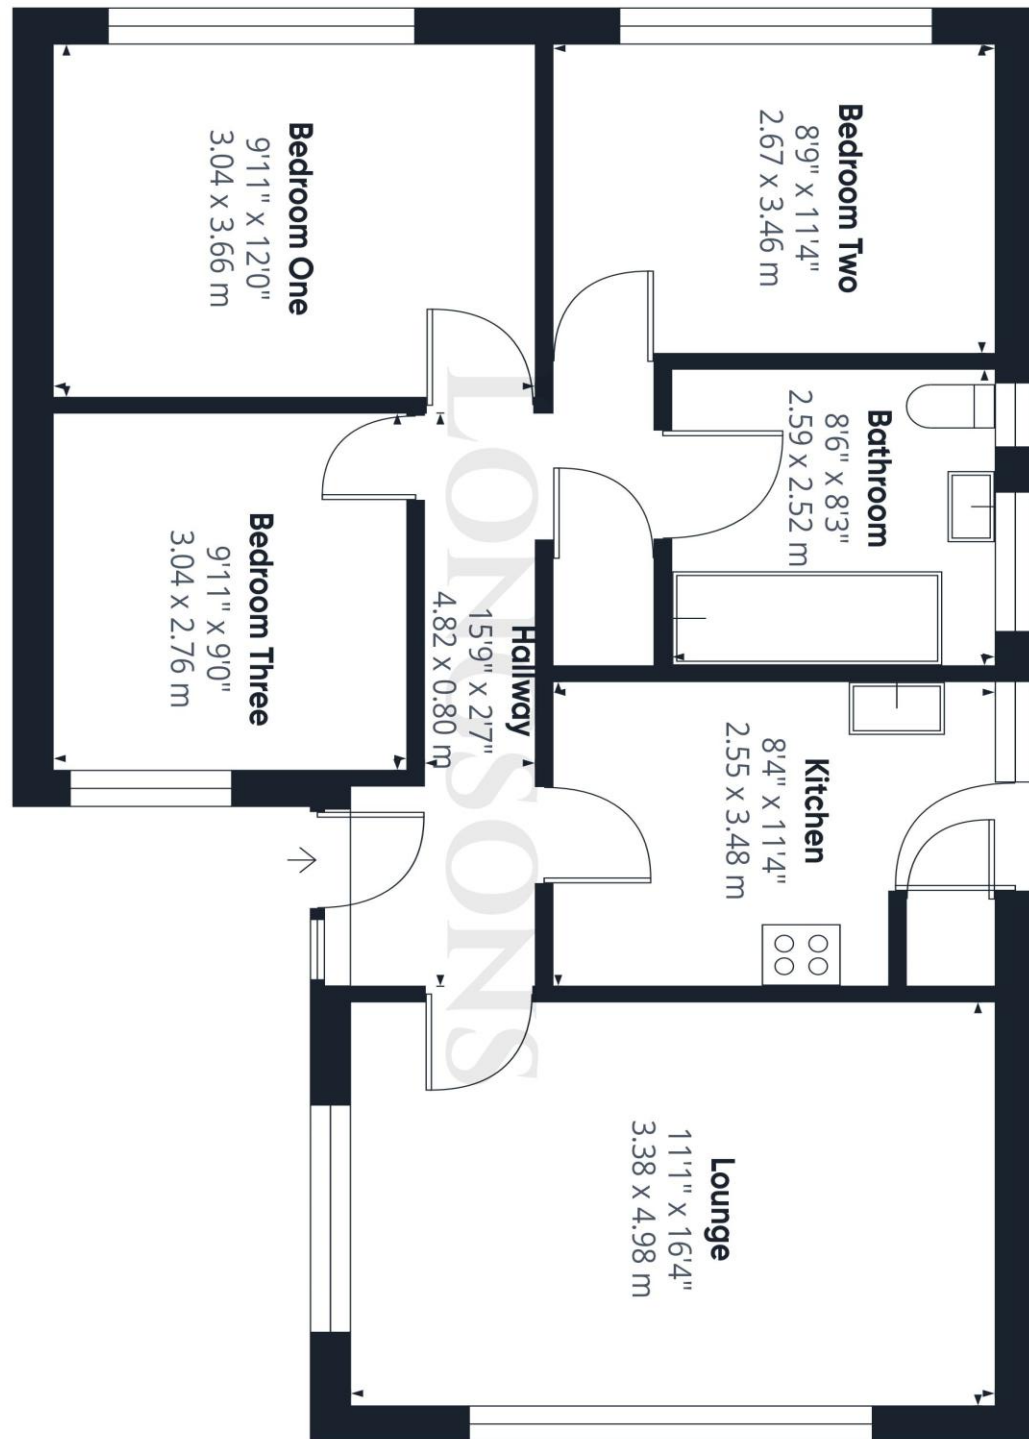 Bedroom Two
8'9" x 11'4"
2.67 x 3.46 m
Bathroom
8'6" x 8'3"
2.59 x 2.52 m
Kitchen
8'4" x 11'4"
2.55 x 3.48 m
Lounge
11'1" x 16'4"
3.38 x 4.98 m
Hallway
15'9" x 2'7"
4.82 x 0.80 m
LONGSONS
Bedroom One
9'11" x 12'0"
3.04 x 3.66 m
Bedroom Three
9'11" x 9'0"
3.04 x 2.76 m